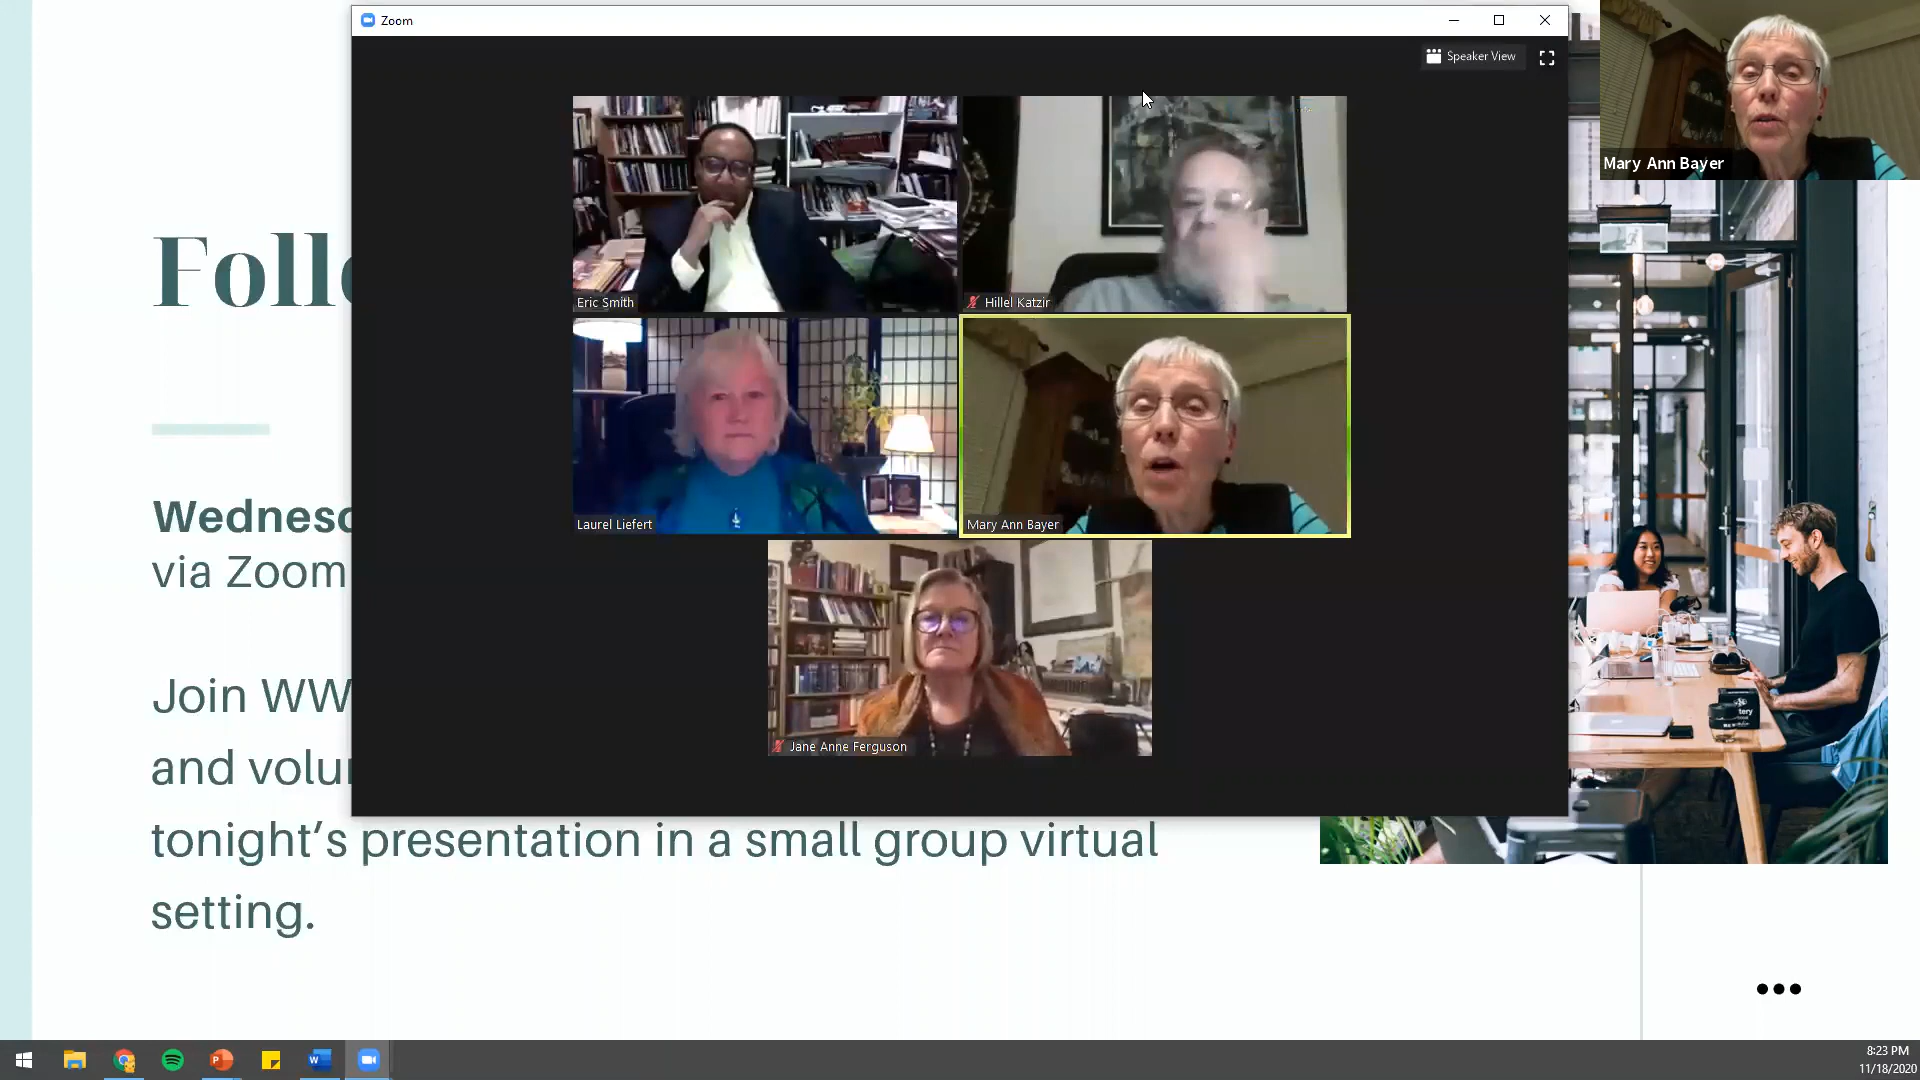 Zoom
Speaker View
Mary Ann Bayer
Eric Smith
Hillel Katzir
Laurel Liefert
Mary Ann Bayer
Jane Anne Ferguson
Foll
Wednes
via Zoom
Join WW
and volu
tonight's presentation in a small group virtual
setting.
tery
8:23 PM
11/18/2020